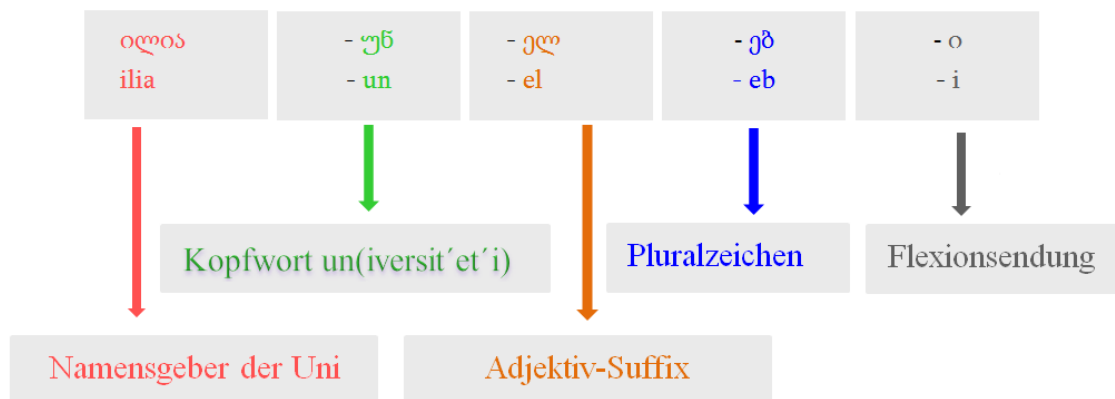 ილია
ilia
- უნ
- un
- ელ
- el
- ებ
- eb
- ი
- i
Kopfwort un(iversit´et´i)
Pluralzeichen
Flexionsendung
Namensgeber der Uni
Adjektiv-Suffix